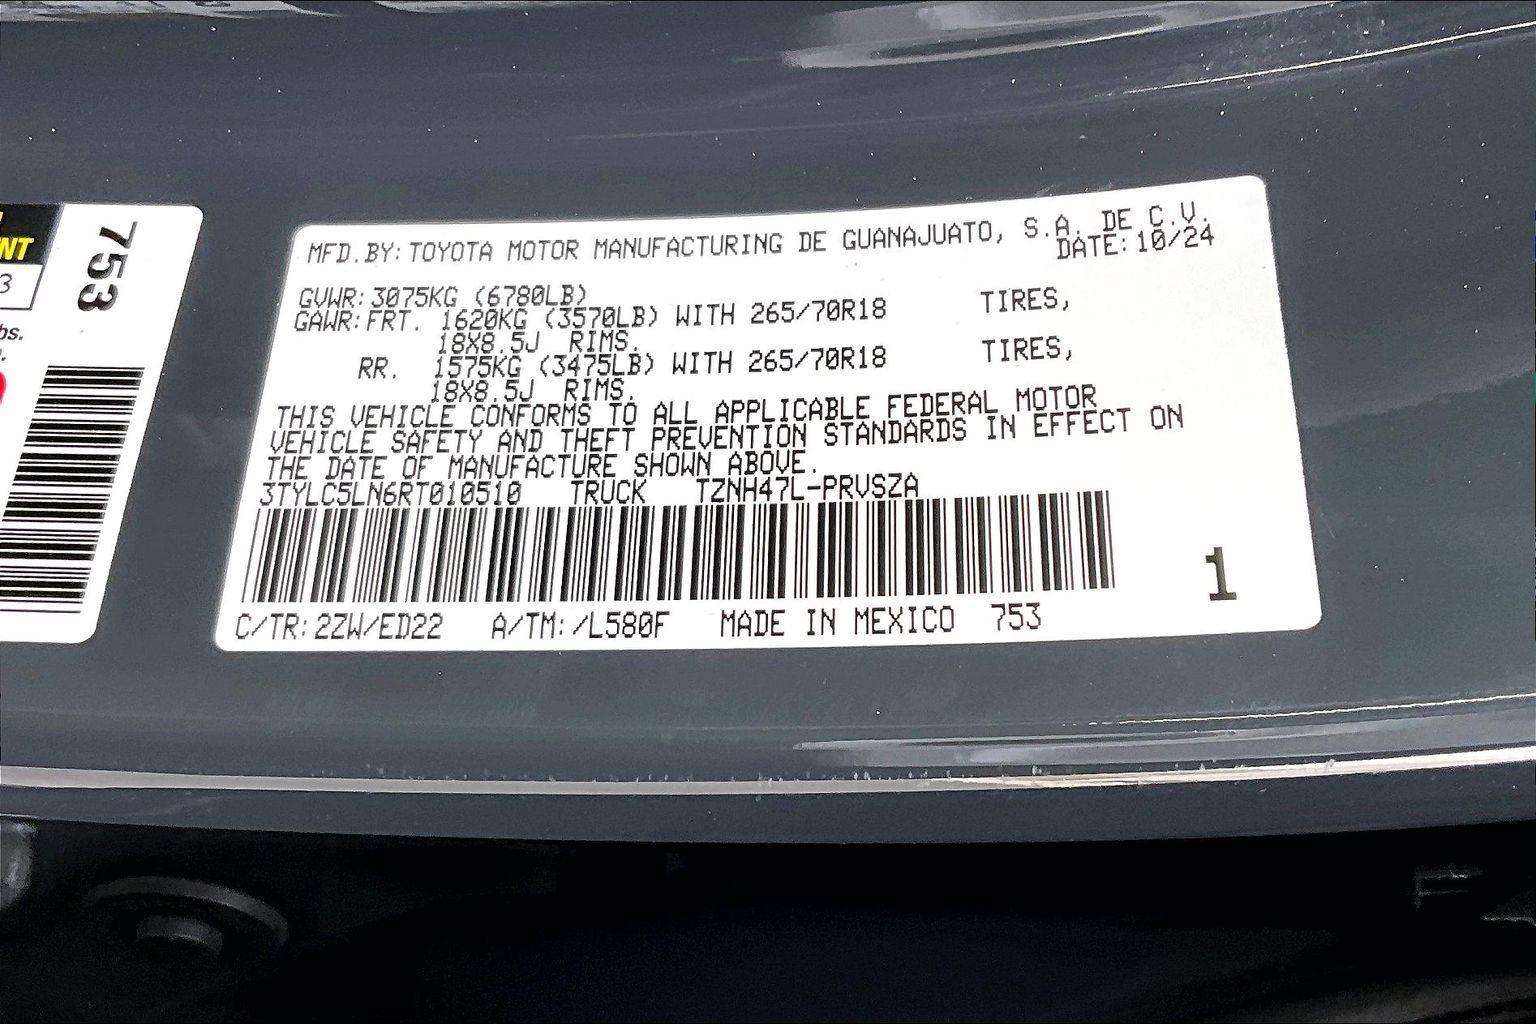 MFD.BY:TOYOTA MOTOR MANUFACTURING DE GUANAJUATO, S.A. DE C.V.
DATE:10/24
GVWR:3075KG (6780LB)
GAWR:FRT. 1620KG (3570LB) WITH 265/70R18 TIRES,
18X8.5J RIMS.
RR. 1575KG (3475LB) WITH 265/70R18 TIRES,
18X8.5J RIMS.
THIS VEHICLE CONFORMS TO ALL APPLICABLE FEDERAL MOTOR
VEHICLE SAFETY AND THEFT PREVENTION STANDARDS IN EFFECT ON
THE DATE OF MANUFACTURE SHOWN ABOVE.
3TYLC5LN6RT010510 TRUCK TZNH47L-PRVSZA
C/TR:2ZW/ED22 A/TM:/L580F MADE IN MEXICO 753
1
753